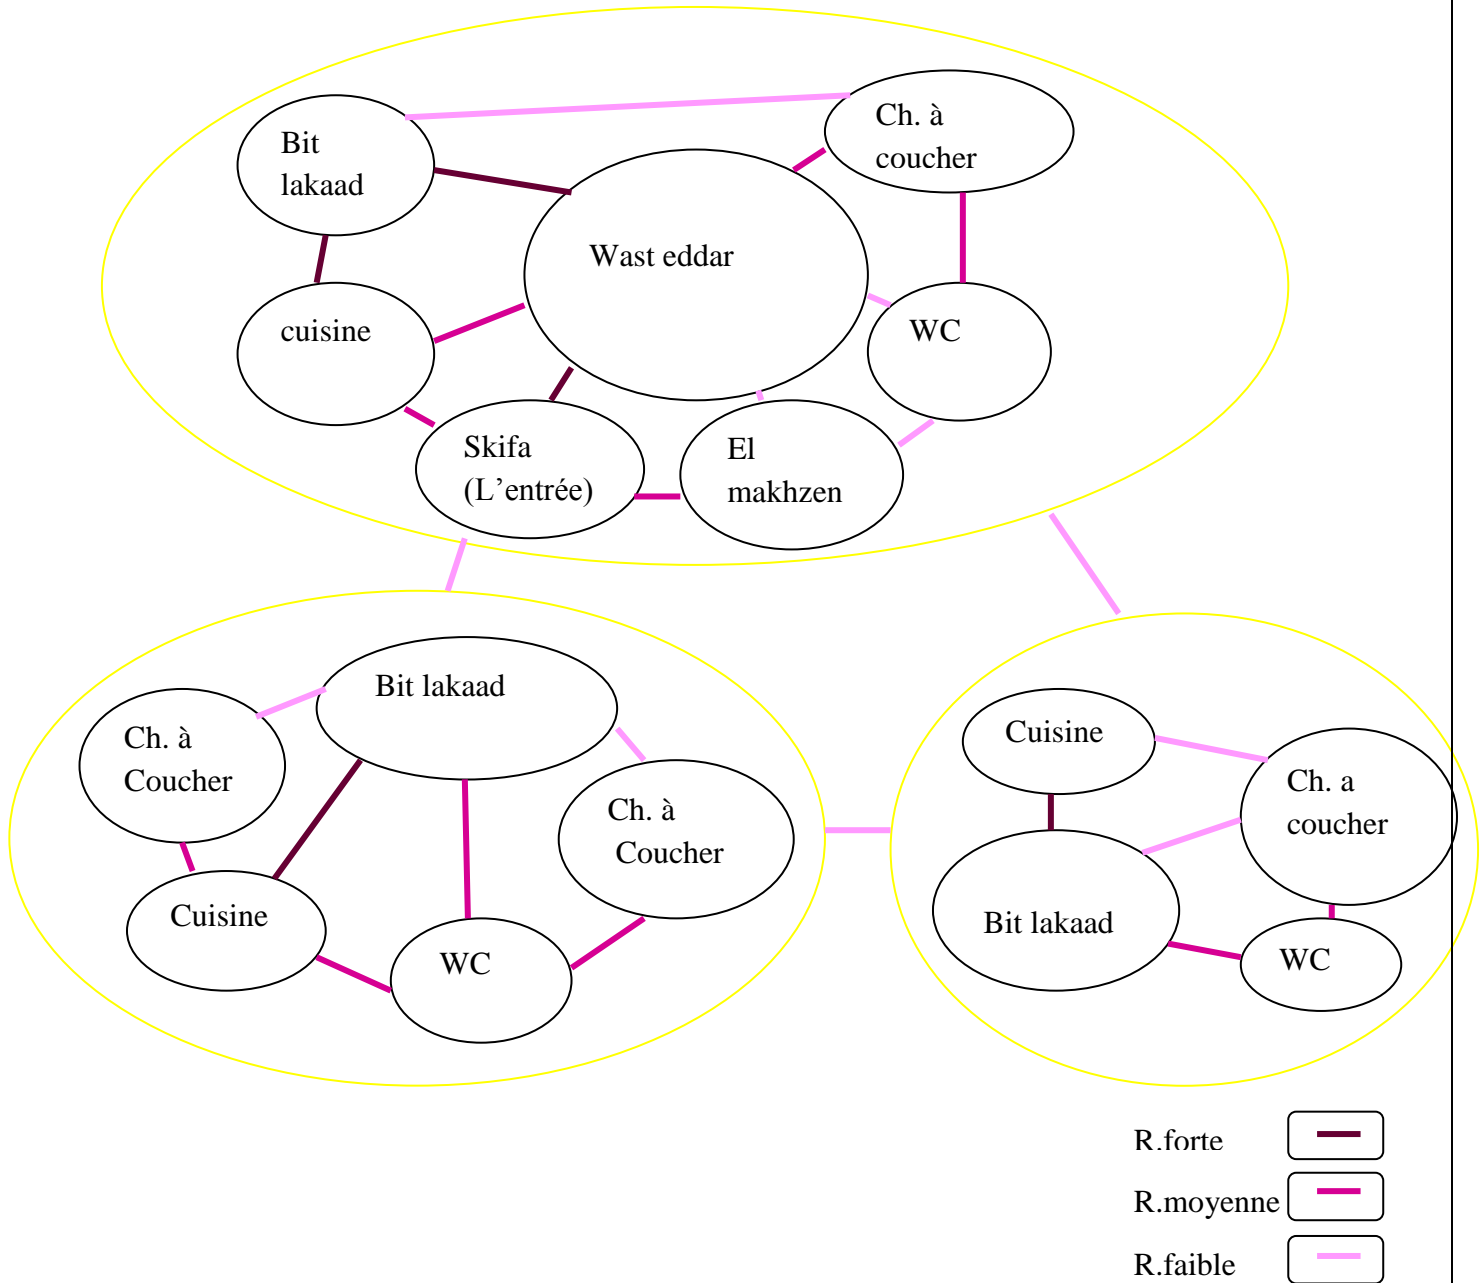 Bit
lakaad
Ch. à
coucher
Wast eddar
cuisine
WC
Skifa
(L’entrée)
El
makhzen
Bit lakaad
Ch. à
Coucher
Ch. à
Coucher
Cuisine
WC
Cuisine
Ch. a
coucher
Bit lakaad
WC
R.forte
R.moyenne
R.faible